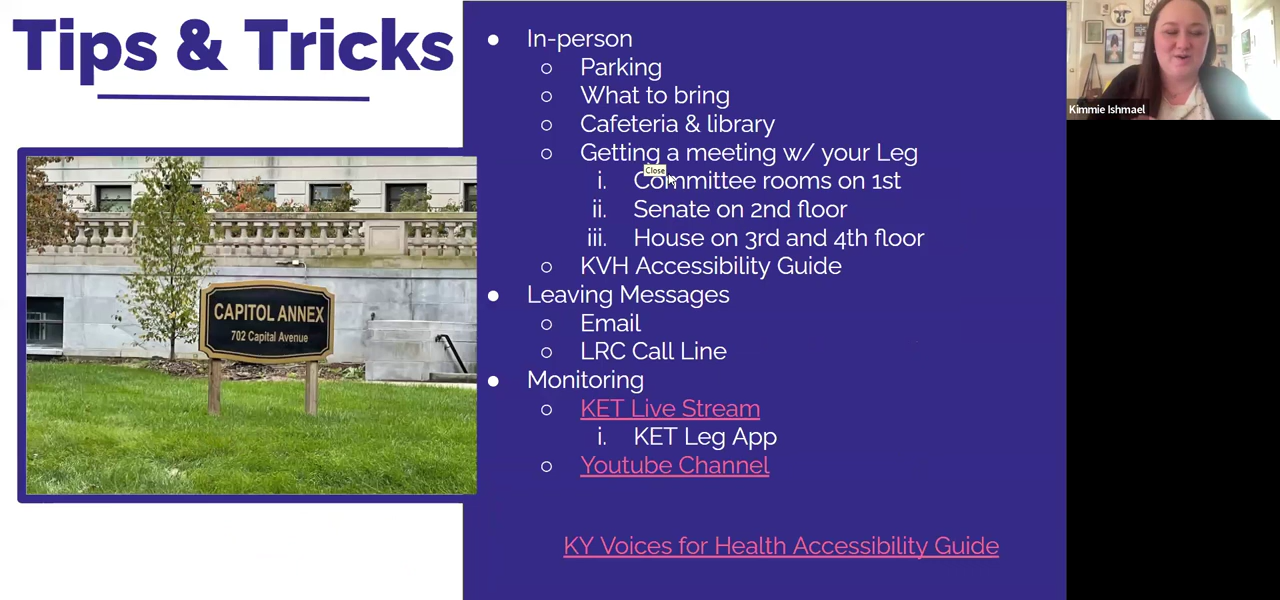 Tips & Tricks
CAPITOL ANNEX
702 Capital Avenue
● In-person
○ Parking
○ What to bring
○ Cafeteria & library
○ Getting a meeting w/ your Leg
Close
i. Committee rooms on 1st
ii. Senate on 2nd floor
iii. House on 3rd and 4th floor
○ KVH Accessibility Guide
● Leaving Messages
○ Email
○ LRC Call Line
● Monitoring
○ KET Live Stream
i. KET Leg App
○ Youtube Channel
KY Voices for Health Accessibility Guide
Kimmie Ishmael